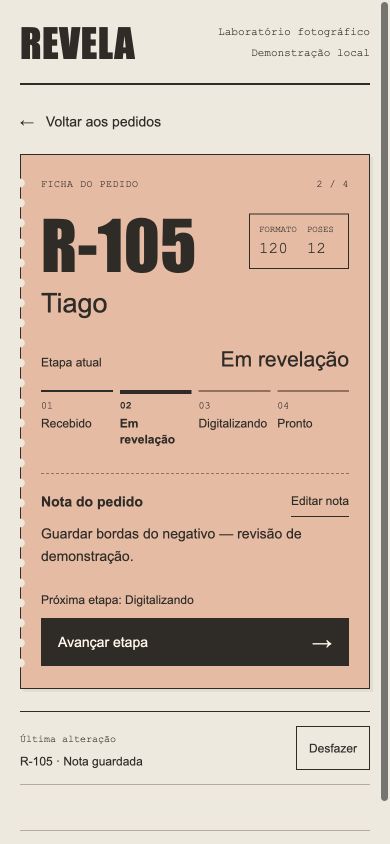 REVELA
Laboratório fotográfico
Demonstração local
← Voltar aos pedidos
FICHA DO PEDIDO
2 / 4
R-105
FORMATO POSES
120 12
Tiago
Etapa atual
Em revelação
01 02 03 04
Recebido Em revelação Digitalizando Pronto
Nota do pedido
Editar nota
Guardar bordas do negativo — revisão de
demonstração.
Próxima etapa: Digitalizando
Avançar etapa →
Última alteração
R-105 · Nota guardada
Desfazer